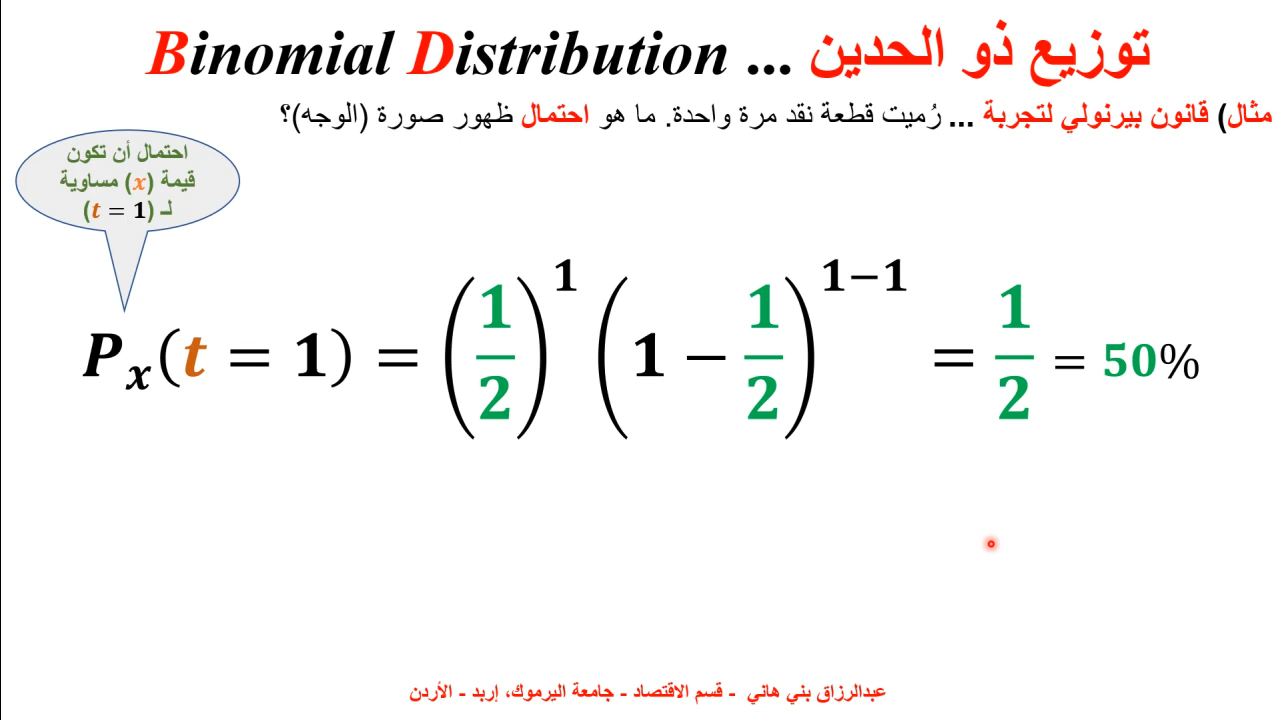 Binomial Distribution ... توزيع ذو الحدين
مثال) قانون بيرنولي لتجربة ... رُميت قطعة نقد مرة واحدة. ما هو احتمال ظهور صورة (الوجه)؟
احتمال أن تكون
قيمة (x) مساوية
لـ (t = 1)
Pₓ(t = 1) = (1/2)¹ (1 − 1/2)¹⁻¹ = 1/2 = 50%
عبدالرزاق بني هاني - قسم الاقتصاد - جامعة اليرموك، إربد - الأردن